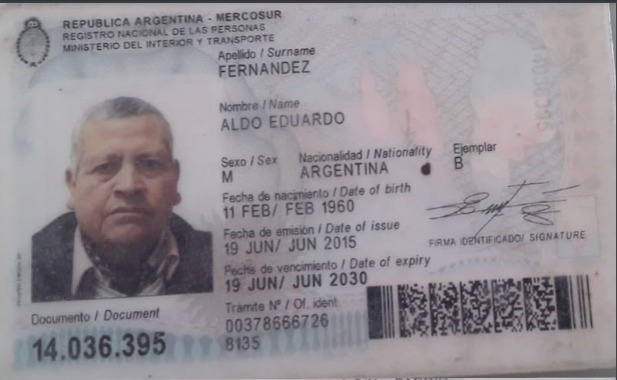 REPUBLICA ARGENTINA - MERCOSUR
REGISTRO NACIONAL DE LAS PERSONAS
MINISTERIO DEL INTERIOR Y TRANSPORTE
Apellido / Surname
FERNANDEZ
Nombre / Name
ALDO EDUARDO
Sexo / Sex Nacionalidad / Nationality Ejemplar
M ARGENTINA B
Fecha de nacimiento / Date of birth
11 FEB/ FEB 1960
Fecha de emisión / Date of issue
19 JUN/ JUN 2015
FIRMA IDENTIFICADO/ SIGNATURE
Fecha de vencimiento / Date of expiry
19 JUN/ JUN 2030
Documento / Document
14.036.395
Tramite Nº / Of. ident.
00378666726
8135